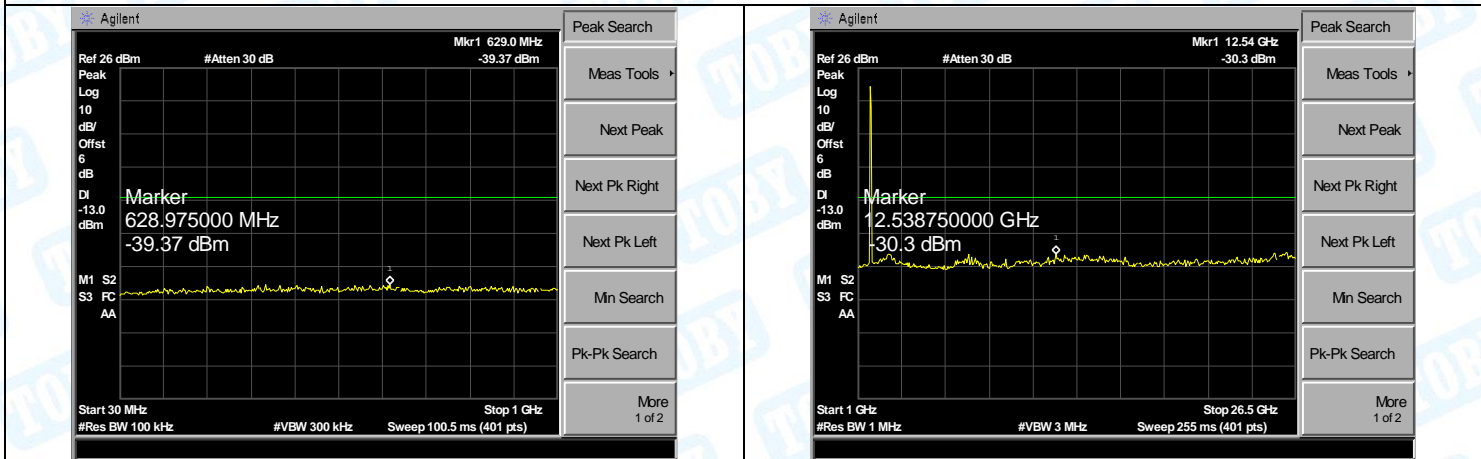 Agilent
Peak Search
Mkr1 629.0 MHz
Ref 26 dBm #Atten 30 dB -39.37 dBm
Peak
Log
10
dB/
Offst
6
dB
DI
-13.0
dBm
Marker
628.975000 MHz
-39.37 dBm
1
M1 S2
S3 FC
AA
Start 30 MHz Stop 1 GHz
#Res BW 100 kHz #VBW 300 kHz Sweep 100.5 ms (401 pts)
Meas Tools
Next Peak
Next Pk Right
Next Pk Left
Min Search
Pk-Pk Search
More
1 of 2
Agilent
Peak Search
Mkr1 12.54 GHz
Ref 26 dBm #Atten 30 dB -30.3 dBm
Peak
Log
10
dB/
Offst
6
dB
DI
-13.0
dBm
Marker
12.538750000 GHz
-30.3 dBm
1
M1 S2
S3 FC
AA
Start 1 GHz Stop 26.5 GHz
#Res BW 1 MHz #VBW 3 MHz Sweep 255 ms (401 pts)
Meas Tools
Next Peak
Next Pk Right
Next Pk Left
Min Search
Pk-Pk Search
More
1 of 2
TOBY